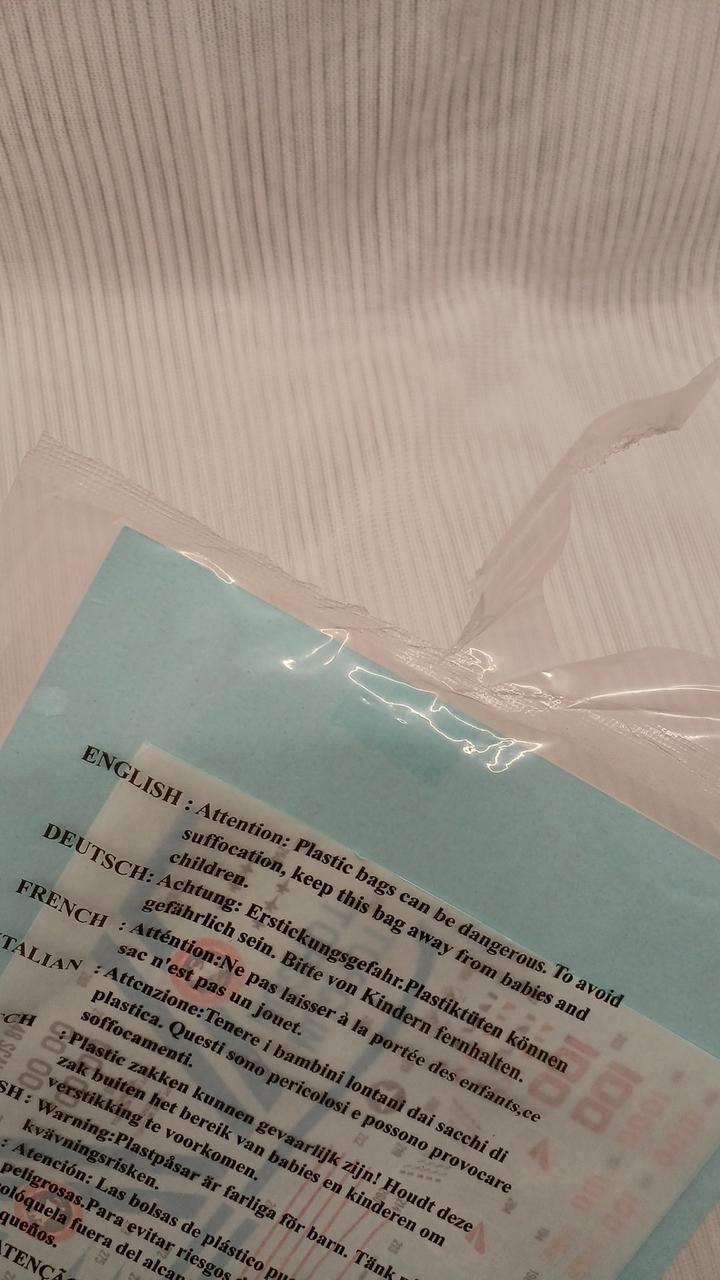 ENGLISH : Attention: Plastic bags can be dangerous. To avoid
suffocation, keep this bag away from babies and
children.
DEUTSCH: Achtung: Erstickungsgefahr.Plastiktüten können
gefährlich sein. Bitte von Kindern fernhalten.
FRENCH : Atténtion:Ne pas laisser à la portée des enfants,ce
sac n'est pas un jouet.
ITALIAN : Attcnzione:Tenere i bambini lontani dai sacchi di
plastica. Questi sono pericolosi e possono provocare
soffocamenti.
: Plastic zakken kunnen gevaarlijk zijn! Houdt deze
zak buiten het bereik van babies en kinderen om
verstikking te voorkomen.
: Warning:Plastpåsar är farliga för barn. Tänk
kvävningsrisken.
: Atención: Las bolsas de plástico
peligrosas.Para evitar riesgos
fuera del